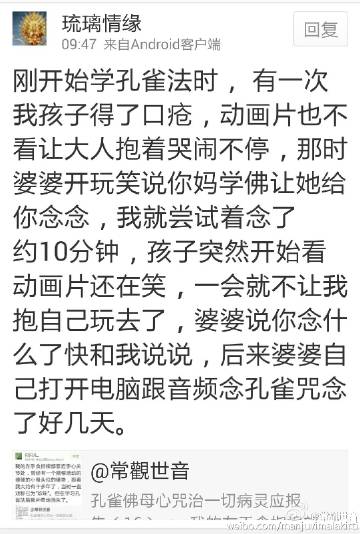 琉璃情缘
09:47 来自Android客户端
回复
刚开始学孔雀法时，有一次
我孩子得了口疮，动画片也不
看让大人抱着哭闹不停，那时
婆婆开玩笑说你妈学佛让她给
你念念，我就尝试着念了
约10分钟，孩子突然开始看
动画片还在笑，一会就不让我
抱自己玩去了，婆婆说你念什
么了快和我说说，后来婆婆自
己打开电脑跟音频念孔雀咒念
了好几天。
@常觀世音
孔雀佛母心咒治一切病灵应报